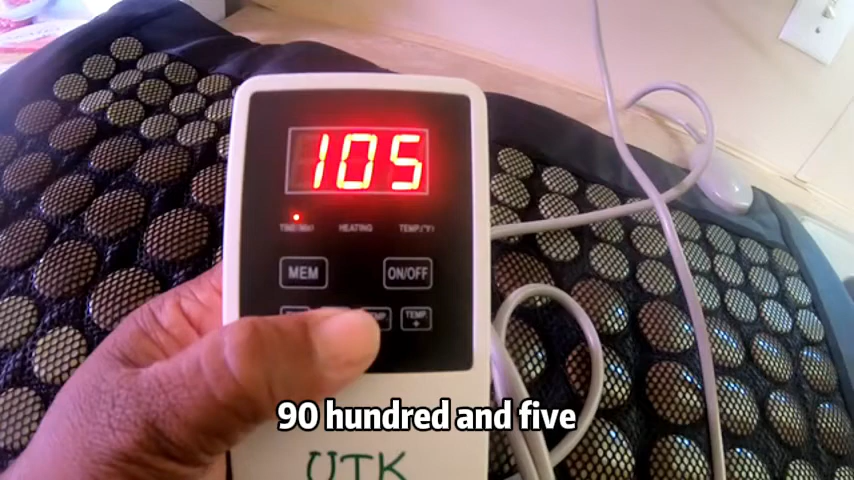 105
TIME(MIN) HEATING TEMP(°F)
MEM ON/OFF
TEMP TEMP +
90 hundred and five
UTK